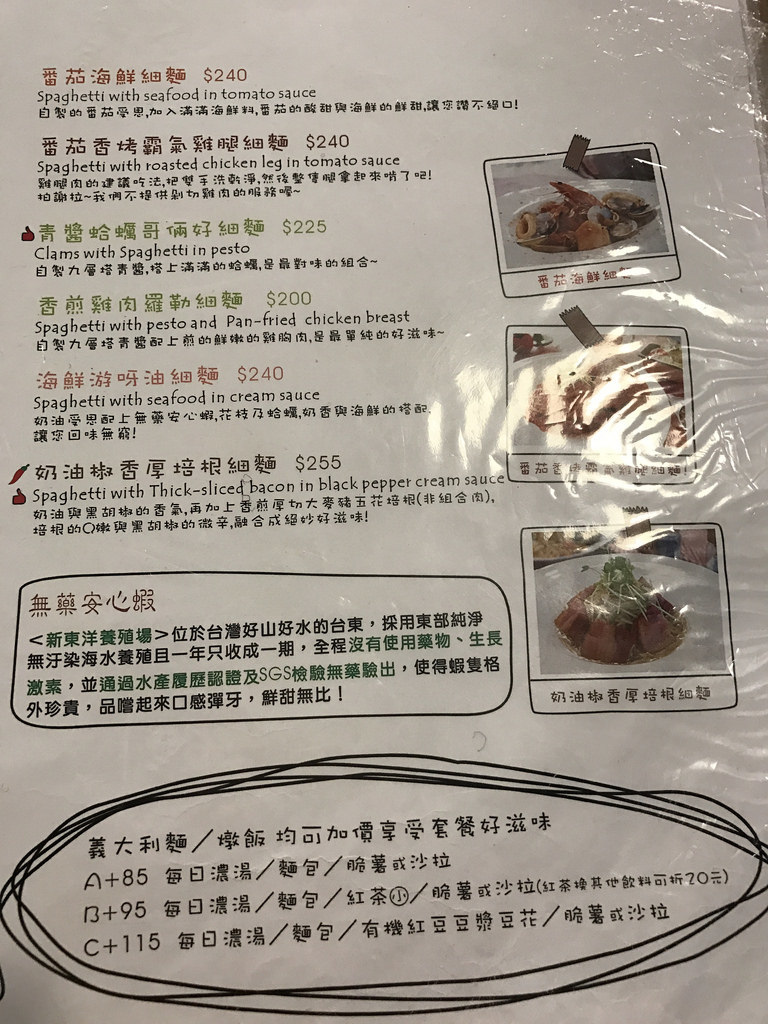 番茄海鮮細麵 $240
Spaghetti with seafood in tomato sauce
自製的番茄受思,加入滿滿海鮮料,番茄的酸甜與海鮮的鮮甜,讓您讚不絕口!
番茄香烤霸氣雞腿細麵 $240
Spaghetti with roasted chicken leg in tomato sauce
雞腿肉的建議吃法,把雙手洗乾淨,然後整隻腿拿起來啃了吧!
拍謝拉~我們不提供剁切雞肉的服務喔~
青醬蛤蠣哥倆好細麵 $225
Clams with Spaghetti in pesto
自製九層塔青醬,搭上滿滿的蛤蠣,是最對味的組合~
香煎雞肉羅勒細麵 $200
Spaghetti with pesto and Pan-fried chicken breast
自製九層塔青醬配上煎的鮮嫩的雞胸肉,是最單純的好滋味~
海鮮游呀油細麵 $240
Spaghetti with seafood in cream sauce
奶油受思配上無藥安心蝦,花枝及蛤蠣,奶香與海鮮的搭配,
讓您回味無窮!
奶油椒香厚培根細麵 $255
Spaghetti with Thick-sliced bacon in black pepper cream sauce
奶油與黑胡椒的香氣,再加上香煎厚切大麥豬五花培根(非組合肉),
培根的Q嫩與黑胡椒的微辛,融合成絕妙好滋味!
番茄海鮮細
番茄香烤霸氣雞腿細麵
奶油椒香厚培根細麵
無藥安心蝦
<新東洋養殖場>位於台灣好山好水的台東，採用東部純淨
無汙染海水養殖且一年只收成一期，全程沒有使用藥物、生長
激素，並通過水產履歷認證及SGS檢驗無藥驗出，使得蝦隻格
外珍貴，品嚐起來口感彈牙，鮮甜無比！
義大利麵／燉飯 均可加價享受套餐好滋味
A+85 每日濃湯／麵包／脆薯或沙拉
B+95 每日濃湯／麵包／紅茶小／脆薯或沙拉(紅茶換其他飲料可折20元)
C+115 每日濃湯／麵包／有機紅豆豆漿豆花／脆薯或沙拉